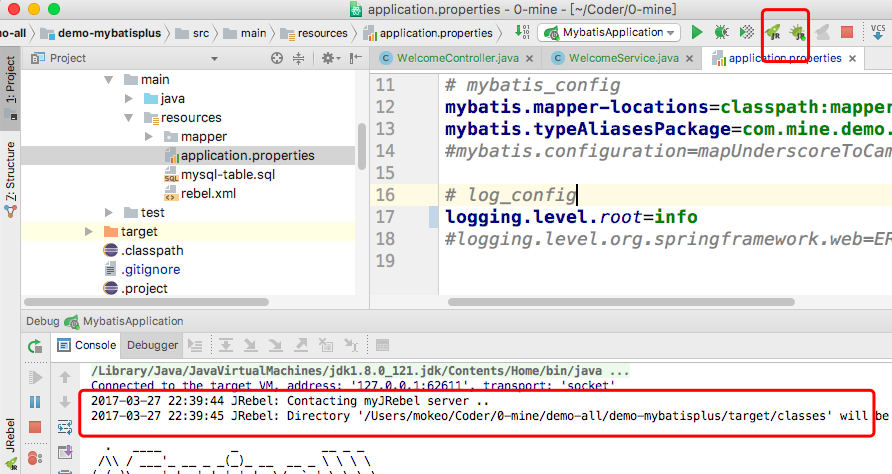 application.properties - 0-mine - [~/Coder/0-mine]
no-all demo-mybatisplus src main resources application.properties MybatisApplication JR JR VCS
Project
WelcomeController.java WelcomeService.java application.properties
1: Project
Z: Structure
JRebel
main
java
resources
mapper
application.properties
mysql-table.sql
rebel.xml
test
target
.classpath
.gitignore
.project
11 # mybatis_config
12 mybatis.mapper-locations=classpath:mapper
13 mybatis.typeAliasesPackage=com.mine.demo.
14 #mybatis.configuration=mapUnderscoreToCam
15
16 # log_config
17 logging.level.root=info
18 #logging.level.org.springframework.web=ER
19
Debug MybatisApplication
Console Debugger
/Library/Java/JavaVirtualMachines/jdk1.8.0_121.jdk/Contents/Home/bin/java ...
Connected to the target VM, address: '127.0.0.1:62611', transport: 'socket'
2017-03-27 22:39:44 JRebel: Contacting myJRebel server ..
2017-03-27 22:39:45 JRebel: Directory '/Users/mokeo/Coder/0-mine/demo-all/demo-mybatisplus/target/classes' will be